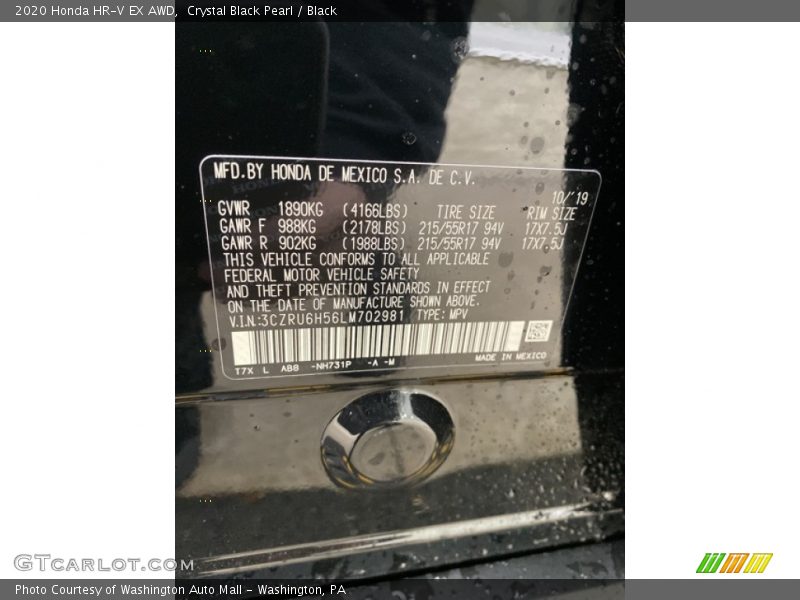 2020 Honda HR-V EX AWD,  Crystal Black Pearl / Black
MFD.BY HONDA DE MEXICO S.A. DE C.V.
10/'19
GVWR 1890KG (4166LBS) TIRE SIZE RIM SIZE
GAWR F 988KG (2178LBS) 215/55R17 94V 17X7.5J
GAWR R 902KG (1988LBS) 215/55R17 94V 17X7.5J
THIS VEHICLE CONFORMS TO ALL APPLICABLE
FEDERAL MOTOR VEHICLE SAFETY
AND THEFT PREVENTION STANDARDS IN EFFECT
ON THE DATE OF MANUFACTURE SHOWN ABOVE.
V.I.N:3CZRU6H56LM702981 TYPE: MPV
T7X L AB8 -NH731P -A -M MADE IN MEXICO
GTcarlot.com
Photo Courtesy of Washington Auto Mall - Washington, PA